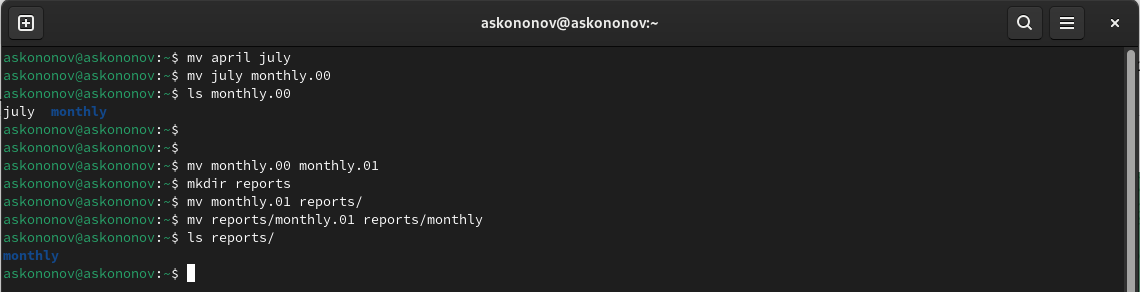 askononov@askononov:~
askononov@askononov:~$ mv april july
askononov@askononov:~$ mv july monthly.00
askononov@askononov:~$ ls monthly.00
july  monthly
askononov@askononov:~$
askononov@askononov:~$
askononov@askononov:~$ mv monthly.00 monthly.01
askononov@askononov:~$ mkdir reports
askononov@askononov:~$ mv monthly.01 reports/
askononov@askononov:~$ mv reports/monthly.01 reports/monthly
askononov@askononov:~$ ls reports/
monthly
askononov@askononov:~$